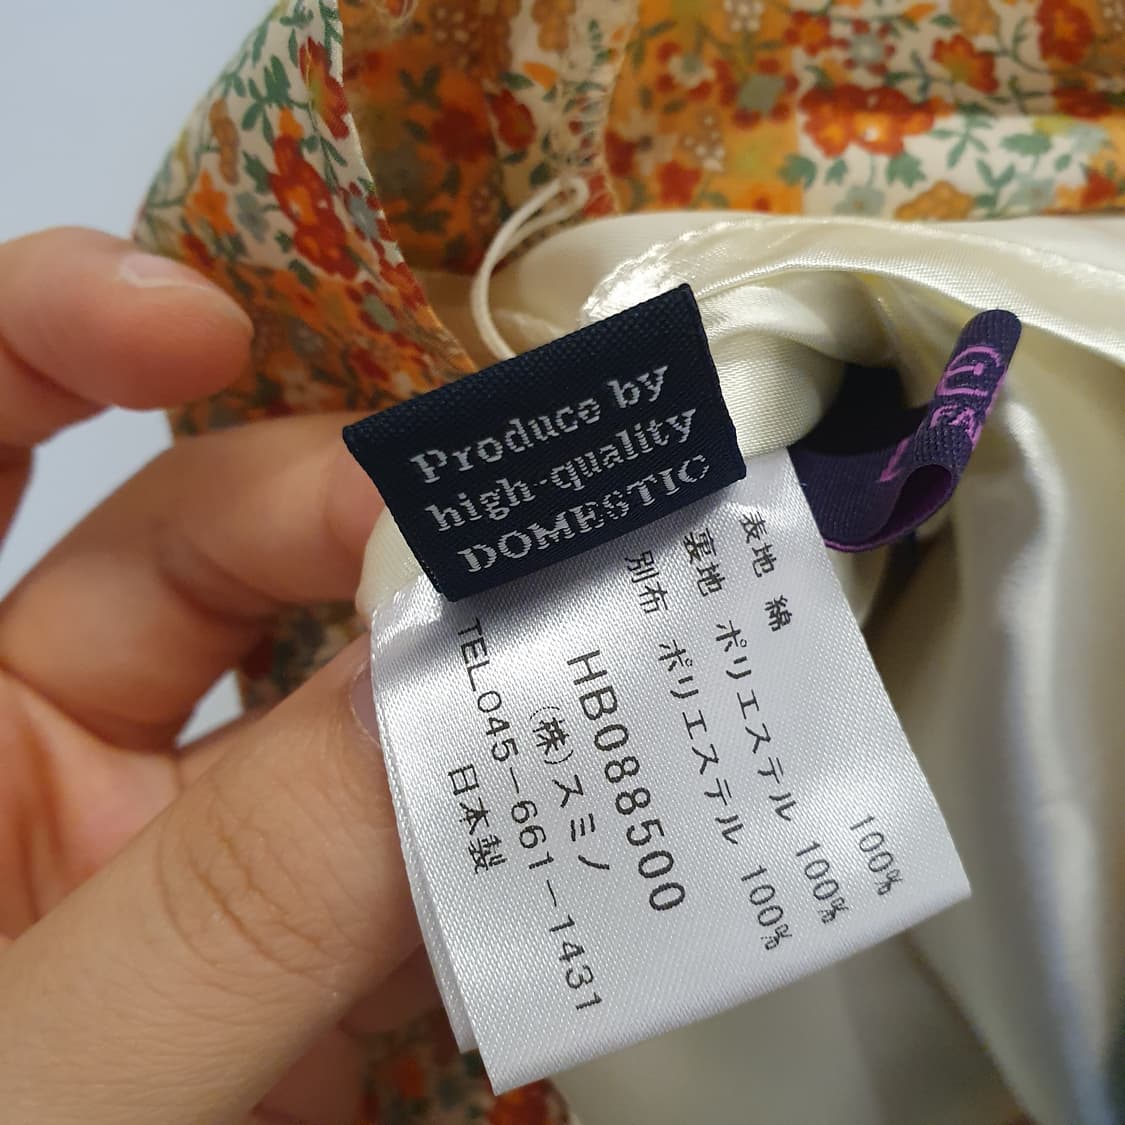 Produce by
high-quality
DOMESTIC
表地 綿 100%
裏地 ポリエステル 100%
別布 ポリエステル 100%
HB088500
(株)スミノ
TEL045-661-1431
日本製